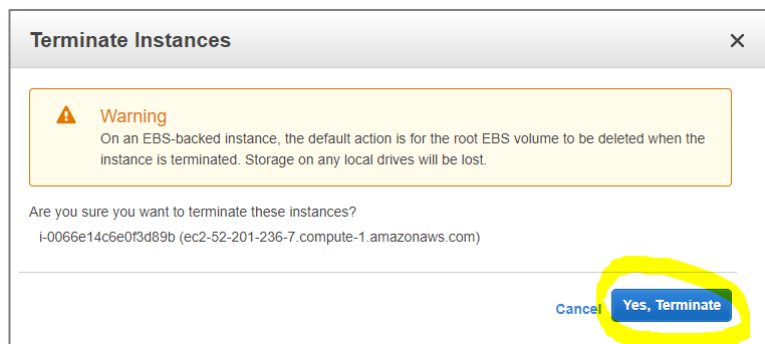 Terminate Instances
Warning
On an EBS-backed instance, the default action is for the root EBS volume to be deleted when the
instance is terminated. Storage on any local drives will be lost.
Are you sure you want to terminate these instances?
i-0066e14c6e0f3d89b (ec2-52-201-236-7.compute-1.amazonaws.com)
Cancel Yes, Terminate